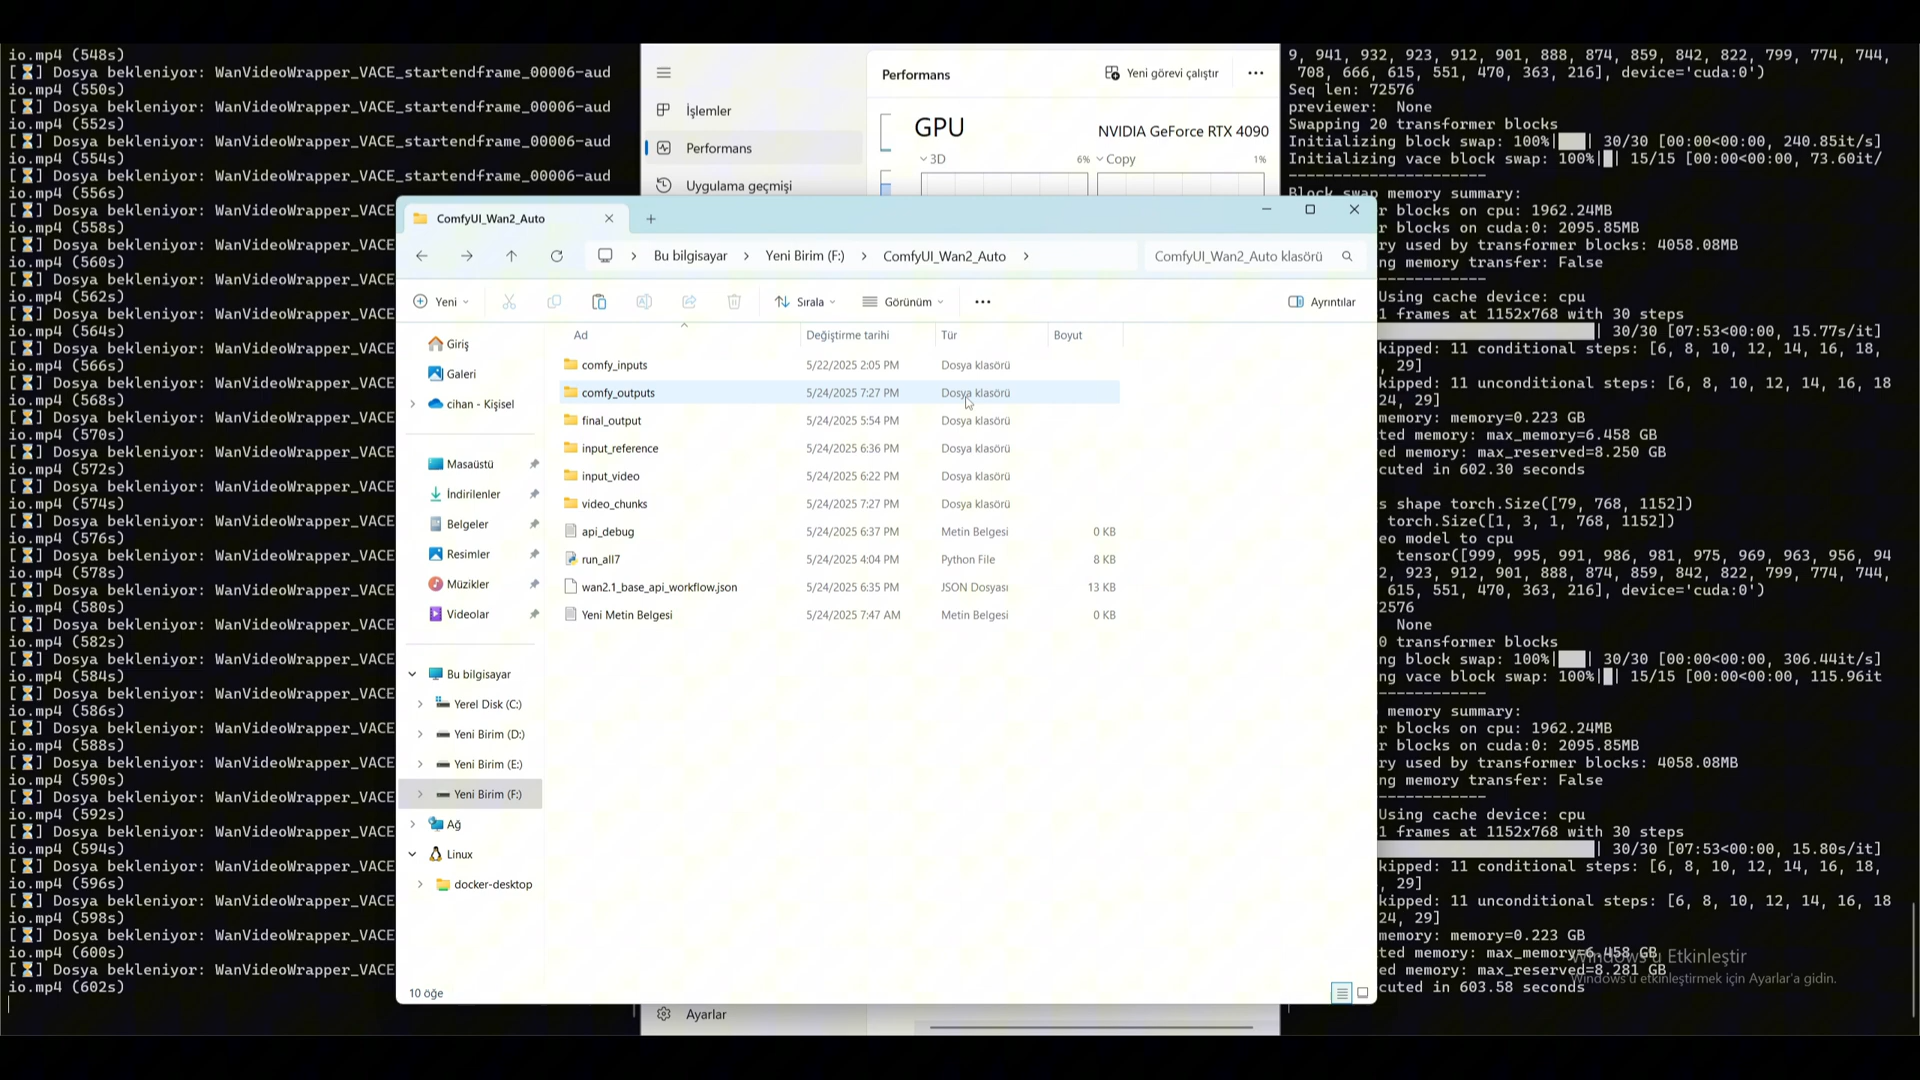 io.mp4 (548s)
[⏳] Dosya bekleniyor: WanVideoWrapper_VACE_startendframe_00006-aud
io.mp4 (550s)
[⏳] Dosya bekleniyor: WanVideoWrapper_VACE_startendframe_00006-aud
io.mp4 (552s)
[⏳] Dosya bekleniyor: WanVideoWrapper_VACE_startendframe_00006-aud
io.mp4 (554s)
[⏳] Dosya bekleniyor: WanVideoWrapper_VACE_startendframe_00006-aud
io.mp4 (556s)
[⏳] Dosya bekleniyor: WanVideoWrapper_VACE
io.mp4 (558s)
[⏳] Dosya bekleniyor: WanVideoWrapper_VACE
io.mp4 (560s)
[⏳] Dosya bekleniyor: WanVideoWrapper_VACE
io.mp4 (562s)
[⏳] Dosya bekleniyor: WanVideoWrapper_VACE
io.mp4 (564s)
[⏳] Dosya bekleniyor: WanVideoWrapper_VACE
io.mp4 (566s)
[⏳] Dosya bekleniyor: WanVideoWrapper_VACE
io.mp4 (568s)
[⏳] Dosya bekleniyor: WanVideoWrapper_VACE
io.mp4 (570s)
[⏳] Dosya bekleniyor: WanVideoWrapper_VACE
io.mp4 (572s)
[⏳] Dosya bekleniyor: WanVideoWrapper_VACE
io.mp4 (574s)
[⏳] Dosya bekleniyor: WanVideoWrapper_VACE
io.mp4 (576s)
[⏳] Dosya bekleniyor: WanVideoWrapper_VACE
io.mp4 (578s)
[⏳] Dosya bekleniyor: WanVideoWrapper_VACE
io.mp4 (580s)
[⏳] Dosya bekleniyor: WanVideoWrapper_VACE
io.mp4 (582s)
[⏳] Dosya bekleniyor: WanVideoWrapper_VACE
io.mp4 (584s)
[⏳] Dosya bekleniyor: WanVideoWrapper_VACE
io.mp4 (586s)
[⏳] Dosya bekleniyor: WanVideoWrapper_VACE
io.mp4 (588s)
[⏳] Dosya bekleniyor: WanVideoWrapper_VACE
io.mp4 (590s)
[⏳] Dosya bekleniyor: WanVideoWrapper_VACE
io.mp4 (592s)
[⏳] Dosya bekleniyor: WanVideoWrapper_VACE
io.mp4 (594s)
[⏳] Dosya bekleniyor: WanVideoWrapper_VACE
io.mp4 (596s)
[⏳] Dosya bekleniyor: WanVideoWrapper_VACE
io.mp4 (598s)
[⏳] Dosya bekleniyor: WanVideoWrapper_VACE
io.mp4 (600s)
[⏳] Dosya bekleniyor: WanVideoWrapper_VACE
io.mp4 (602s)
İşlemler
Performans
Uygulama geçmişi
Performans
Yeni görevi çalıştır
GPU NVIDIA GeForce RTX 4090
3D 6% Copy 1%
Ayarlar
ComfyUI_Wan2_Auto
Bu bilgisayar > Yeni Birim (F:) > ComfyUI_Wan2_Auto >
ComfyUI_Wan2_Auto klasörü
Yeni
Sırala
Görünüm
Ayrıntılar
Giriş
Galeri
cihan - Kişisel
Masaüstü
İndirilenler
Belgeler
Resimler
Müzikler
Videolar
Bu bilgisayar
Yerel Disk (C:)
Yeni Birim (D:)
Yeni Birim (E:)
Yeni Birim (F:)
Ağ
Linux
docker-desktop
Ad Değiştirme tarihi Tür Boyut
comfy_inputs 5/22/2025 2:05 PM Dosya klasörü
comfy_outputs 5/24/2025 7:27 PM Dosya klasörü
final_output 5/24/2025 5:54 PM Dosya klasörü
input_reference 5/24/2025 6:36 PM Dosya klasörü
input_video 5/24/2025 6:22 PM Dosya klasörü
video_chunks 5/24/2025 7:27 PM Dosya klasörü
api_debug 5/24/2025 6:37 PM Metin Belgesi 0 KB
run_all7 5/24/2025 4:04 PM Python File 8 KB
wan2.1_base_api_workflow.json 5/24/2025 6:35 PM JSON Dosyası 13 KB
Yeni Metin Belgesi 5/24/2025 7:47 AM Metin Belgesi 0 KB
10 öğe
9, 941, 932, 923, 912, 901, 888, 874, 859, 842, 822, 799, 774, 744,
708, 666, 615, 551, 470, 363, 216], device='cuda:0')
Seq len: 72576
previewer: None
Swapping 20 transformer blocks
Initializing block swap: 100%|███| 30/30 [00:00<00:00, 240.85it/s]
Initializing vace block swap: 100%|█| 15/15 [00:00<00:00, 73.60it/
----------------------
Block swap memory summary:
r blocks on cpu: 1962.24MB
r blocks on cuda:0: 2095.85MB
ry used by transformer blocks: 4058.08MB
ng memory transfer: False
-------------
Using cache device: cpu
1 frames at 1152x768 with 30 steps
| 30/30 [07:53<00:00, 15.77s/it]
kipped: 11 conditional steps: [6, 8, 10, 12, 14, 16, 18,
, 29]
kipped: 11 unconditional steps: [6, 8, 10, 12, 14, 16, 18
24, 29]
memory: memory=0.223 GB
ted memory: max_memory=6.458 GB
ed memory: max_reserved=8.250 GB
cuted in 602.30 seconds
s shape torch.Size([79, 768, 1152])
torch.Size([1, 3, 1, 768, 1152])
eo model to cpu
tensor([999, 995, 991, 986, 981, 975, 969, 963, 956, 94
2, 923, 912, 901, 888, 874, 859, 842, 822, 799, 774, 744,
615, 551, 470, 363, 216], device='cuda:0')
2576
None
0 transformer blocks
ng block swap: 100%|███| 30/30 [00:00<00:00, 306.44it/s]
ng vace block swap: 100%|█| 15/15 [00:00<00:00, 115.96it
-------------
memory summary:
r blocks on cpu: 1962.24MB
r blocks on cuda:0: 2095.85MB
ry used by transformer blocks: 4058.08MB
ng memory transfer: False
-------------
Using cache device: cpu
1 frames at 1152x768 with 30 steps
| 30/30 [07:53<00:00, 15.80s/it]
kipped: 11 conditional steps: [6, 8, 10, 12, 14, 16, 18,
, 29]
kipped: 11 unconditional steps: [6, 8, 10, 12, 14, 16, 18
24, 29]
memory: memory=0.223 GB
ted memory: max_memory=6.458 GB
ed memory: max_reserved=8.281 GB
cuted in 603.58 seconds
Windows'u Etkinleştir
Windows'u etkinleştirmek için Ayarlar'a gidin.